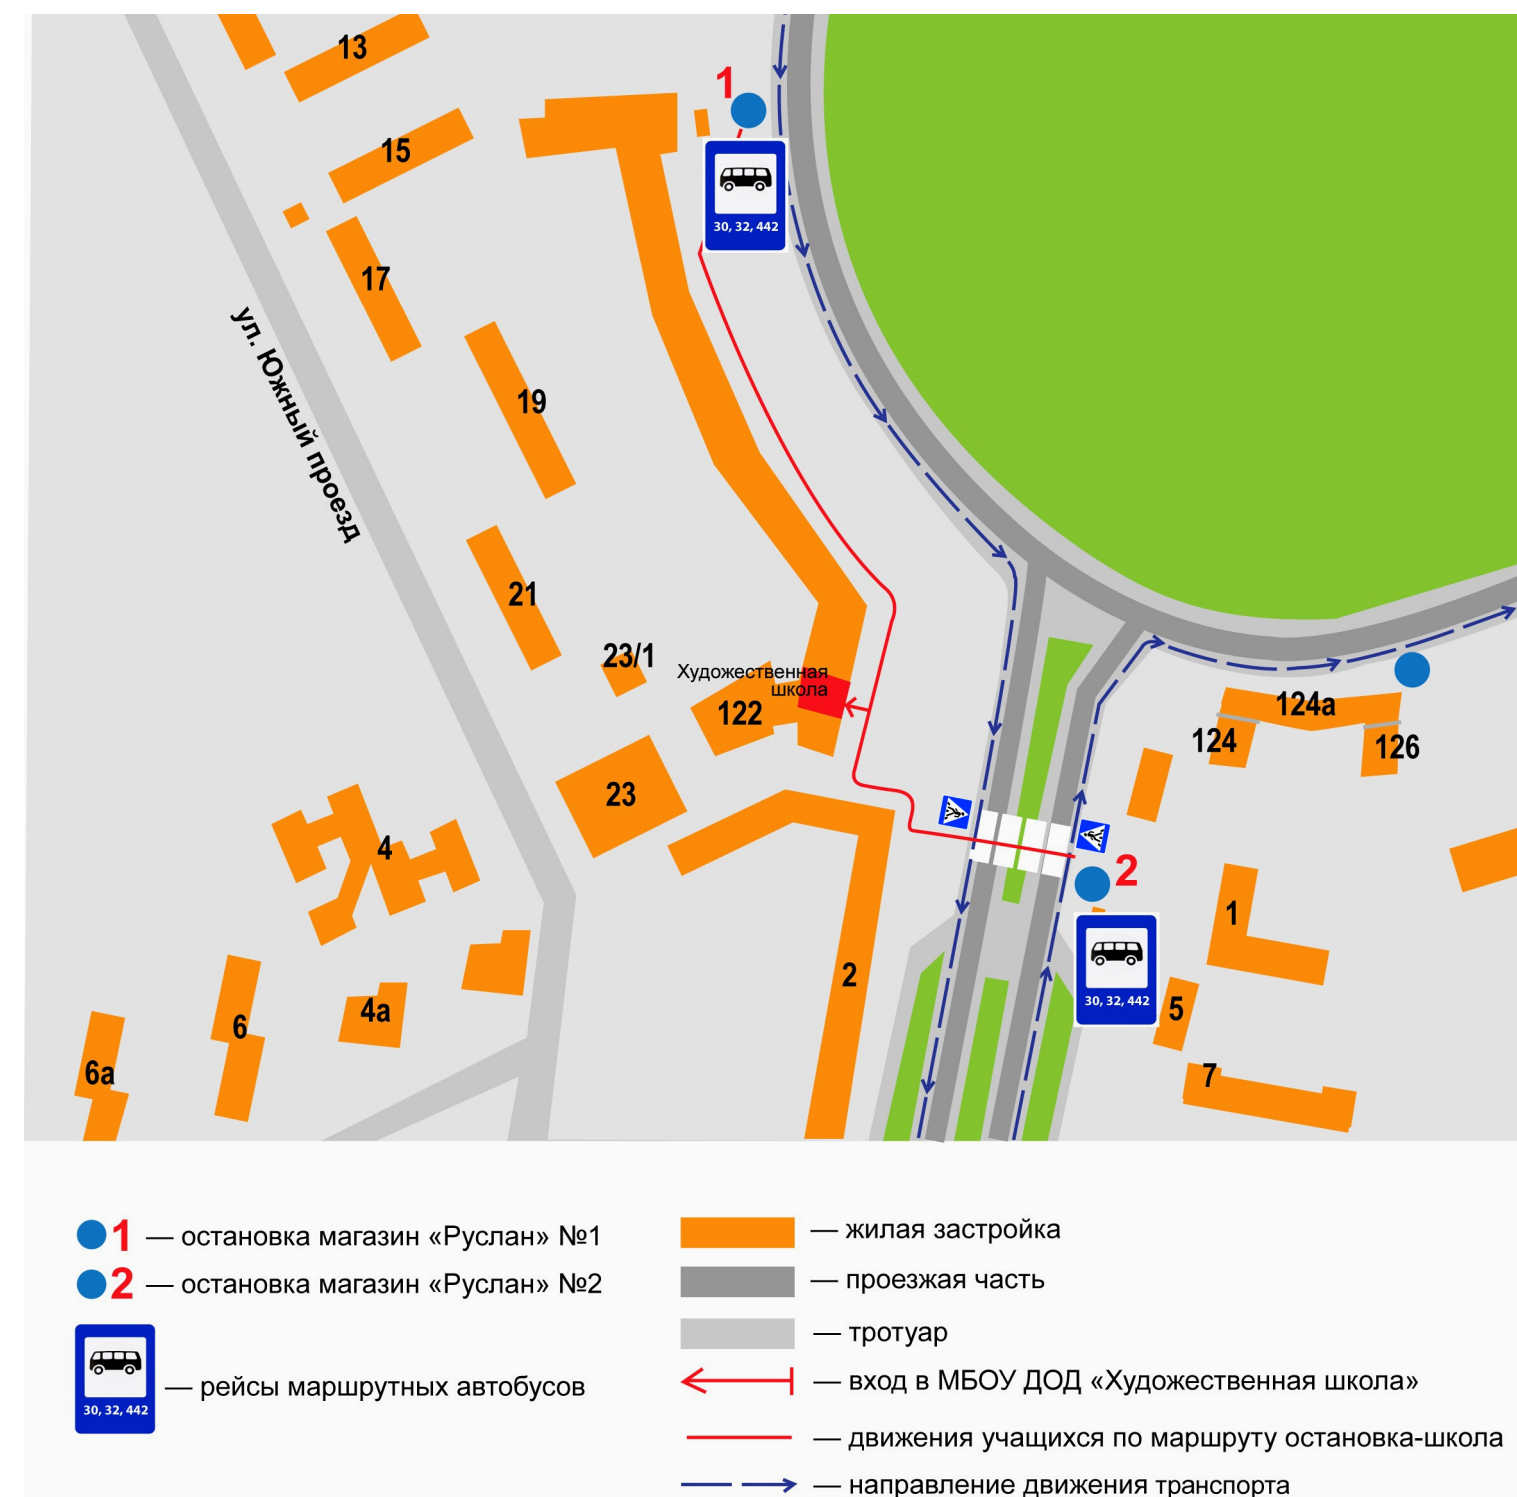 13
1
15
30, 32, 442
17
ул. Южный проезд
19
21
23/1
Художественная
школа
122
124а
124
126
23
4
2
1
30, 32, 442
5
2
4а
6
6а
7
1 — остановка магазин «Руслан» №1
2 — остановка магазин «Руслан» №2
30, 32, 442
— рейсы маршрутных автобусов
— жилая застройка
— проезжая часть
— тротуар
— вход в МБОУ ДОД «Художественная школа»
— движения учащихся по маршруту остановка-школа
— направление движения транспорта